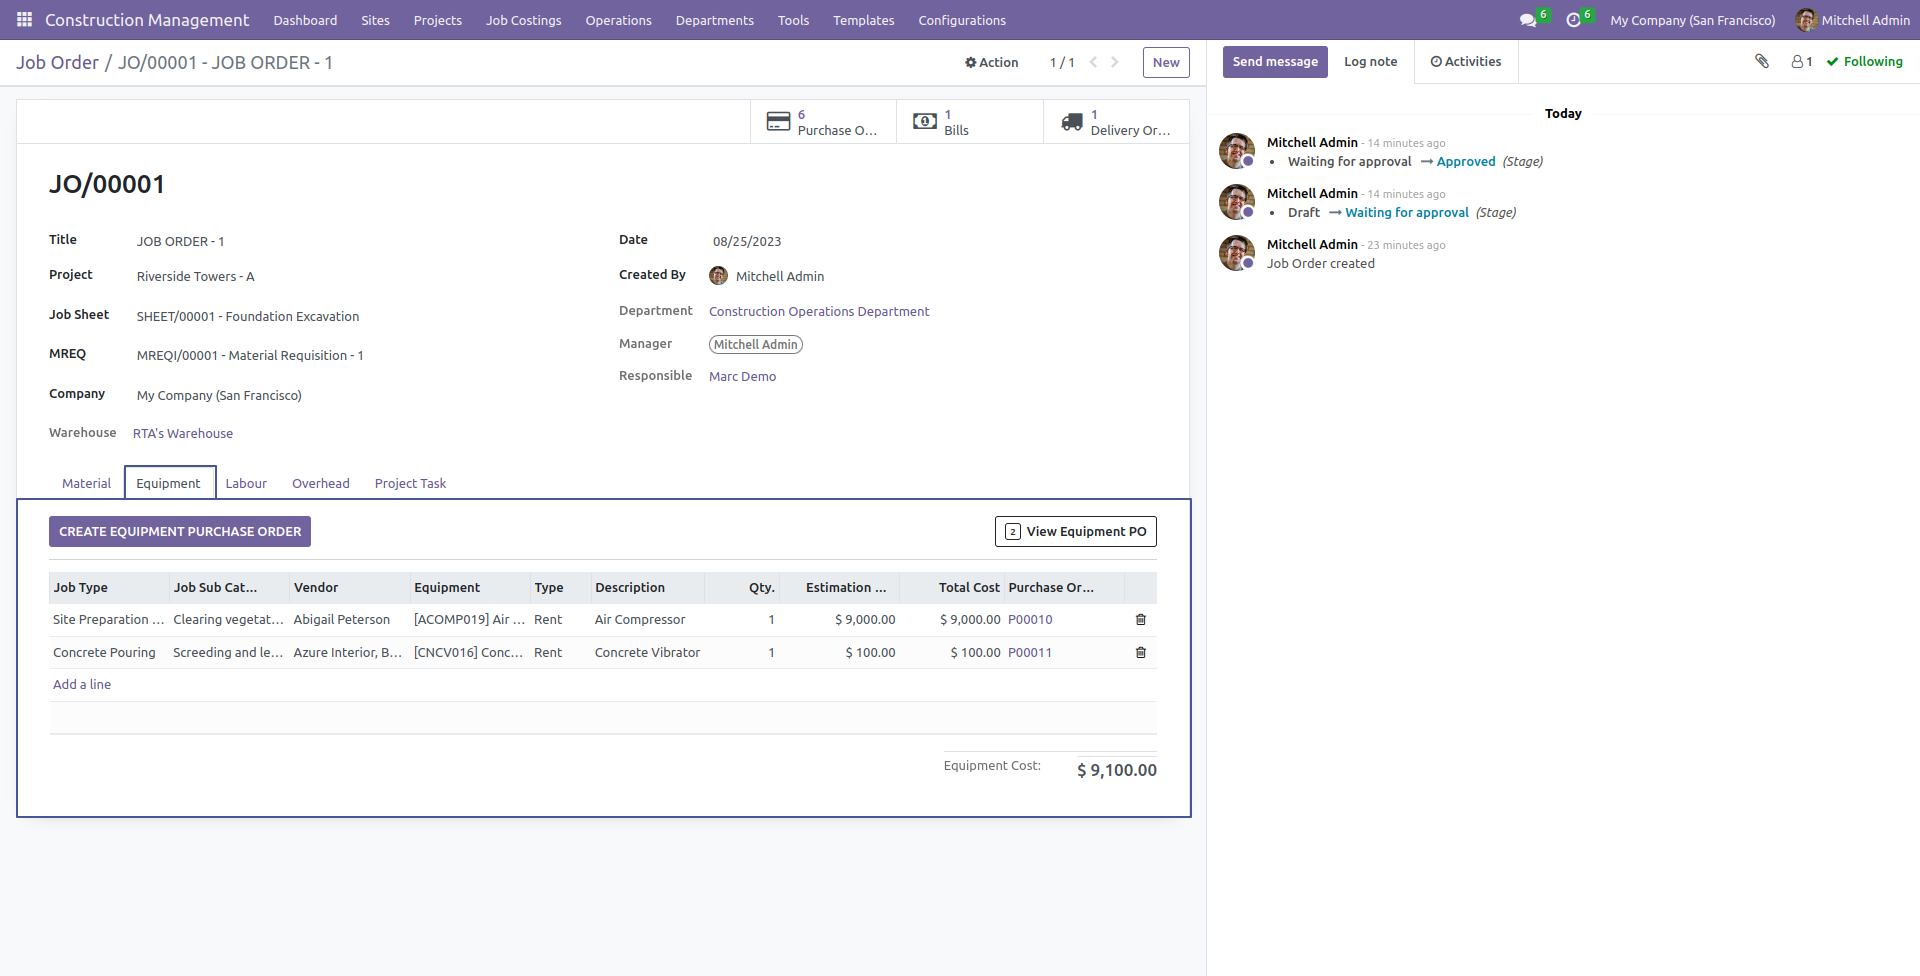 Construction Management Dashboard Sites Projects Job Costings Operations Departments Tools Templates Configurations 6 6 My Company (San Francisco) Mitchell Admin
Job Order / JO/00001 - JOB ORDER - 1 Action 1 / 1 New
Send message Log note Activities 1 Following
6 Purchase O...
1 Bills
1 Delivery Or...
JO/00001
Title JOB ORDER - 1
Project Riverside Towers - A
Job Sheet SHEET/00001 - Foundation Excavation
MREQ MREQI/00001 - Material Requisition - 1
Company My Company (San Francisco)
Warehouse RTA's Warehouse
Date 08/25/2023
Created By Mitchell Admin
Department Construction Operations Department
Manager Mitchell Admin
Responsible Marc Demo
Material Equipment Labour Overhead Project Task
CREATE EQUIPMENT PURCHASE ORDER 2 View Equipment PO
Job Type Job Sub Cat... Vendor Equipment Type Description Qty. Estimation ... Total Cost Purchase Or...
Site Preparation ... Clearing vegetat... Abigail Peterson [ACOMP019] Air ... Rent Air Compressor 1 $ 9,000.00 $ 9,000.00 P00010
Concrete Pouring Screeding and le... Azure Interior, B... [CNCV016] Conc... Rent Concrete Vibrator 1 $ 100.00 $ 100.00 P00011
Add a line
Equipment Cost: $ 9,100.00
Today
Mitchell Admin - 14 minutes ago
• Waiting for approval → Approved (Stage)
Mitchell Admin - 14 minutes ago
• Draft → Waiting for approval (Stage)
Mitchell Admin - 23 minutes ago
Job Order created